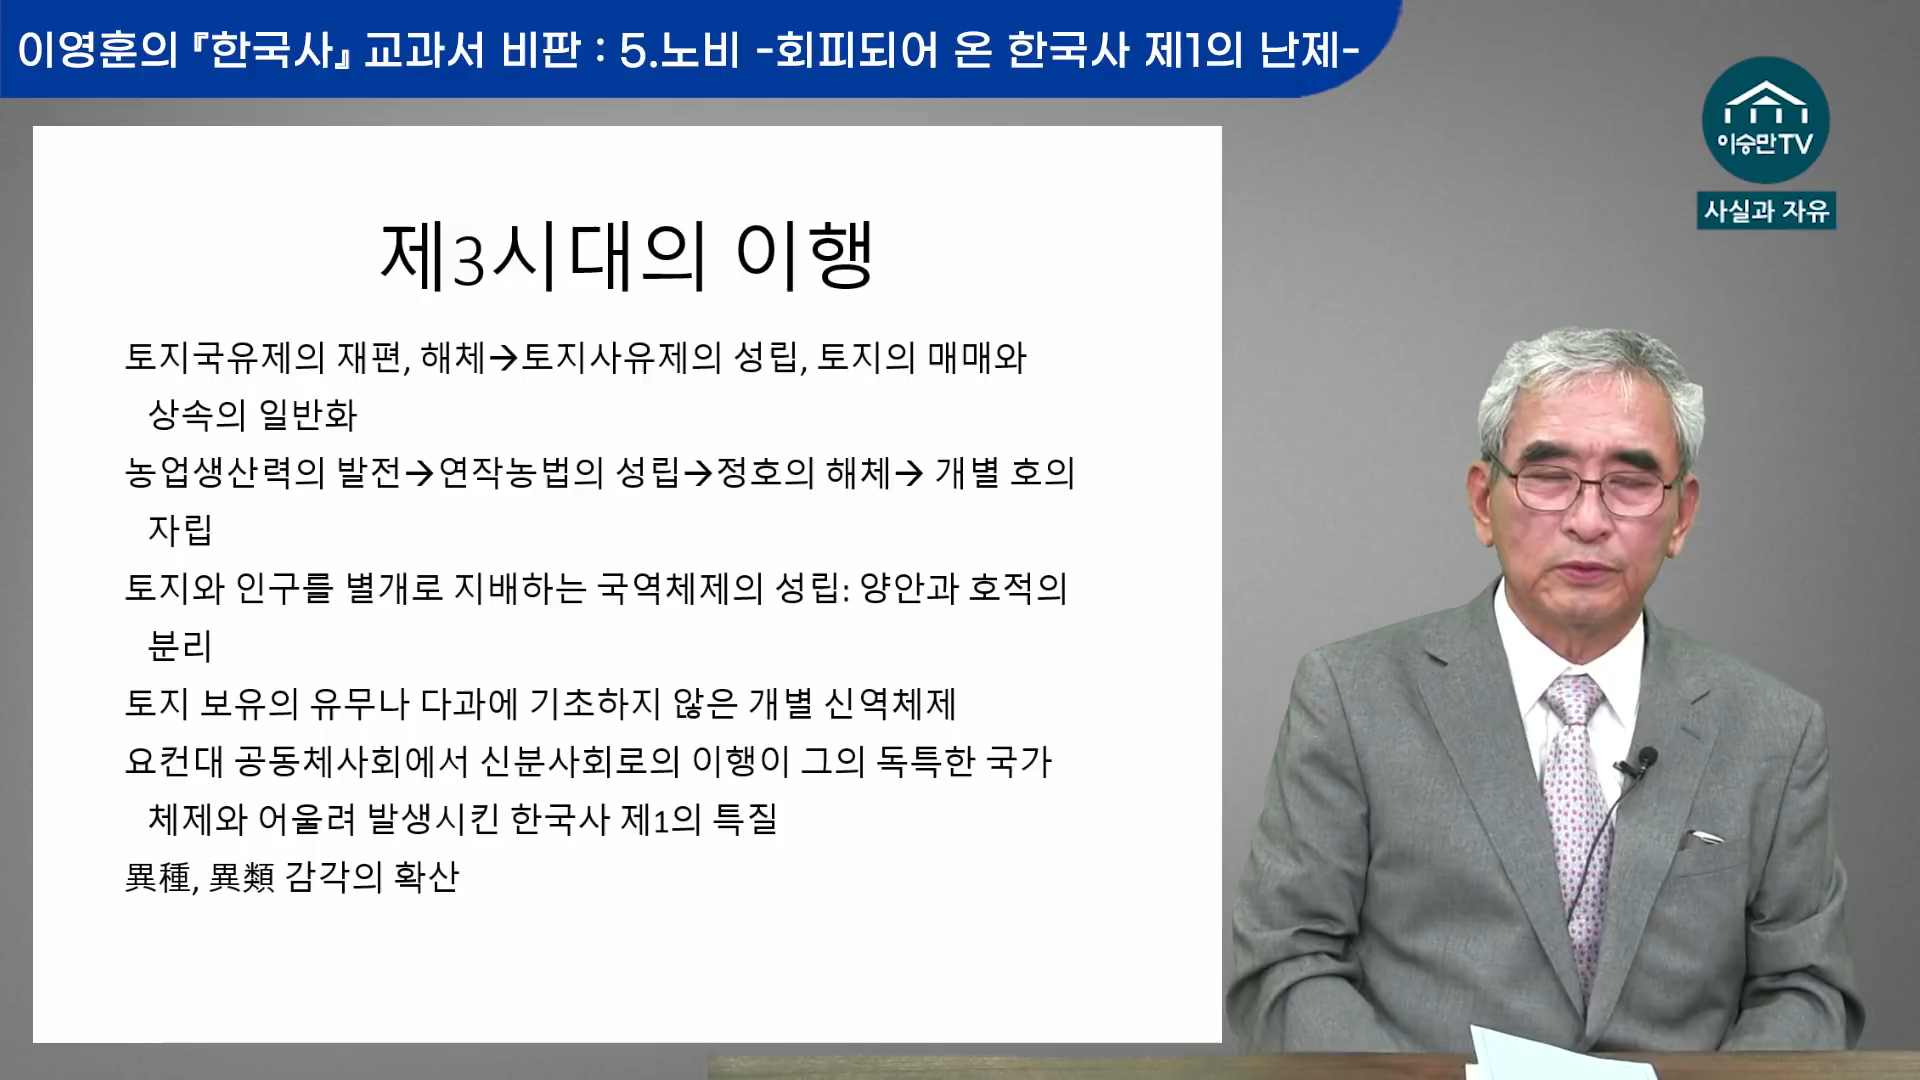 이영훈의 『한국사』 교과서 비판 : 5.노비 -회피되어 온 한국사 제1의 난제-
이승만TV
사실과 자유
제3시대의 이행
토지국유제의 재편, 해체→토지사유제의 성립, 토지의 매매와
상속의 일반화
농업생산력의 발전→연작농법의 성립→정호의 해체→ 개별 호의
자립
토지와 인구를 별개로 지배하는 국역체제의 성립: 양안과 호적의
분리
토지 보유의 유무나 다과에 기초하지 않은 개별 신역체제
요컨대 공동체사회에서 신분사회로의 이행이 그의 독특한 국가
체제와 어울려 발생시킨 한국사 제1의 특질
異種, 異類 감각의 확산